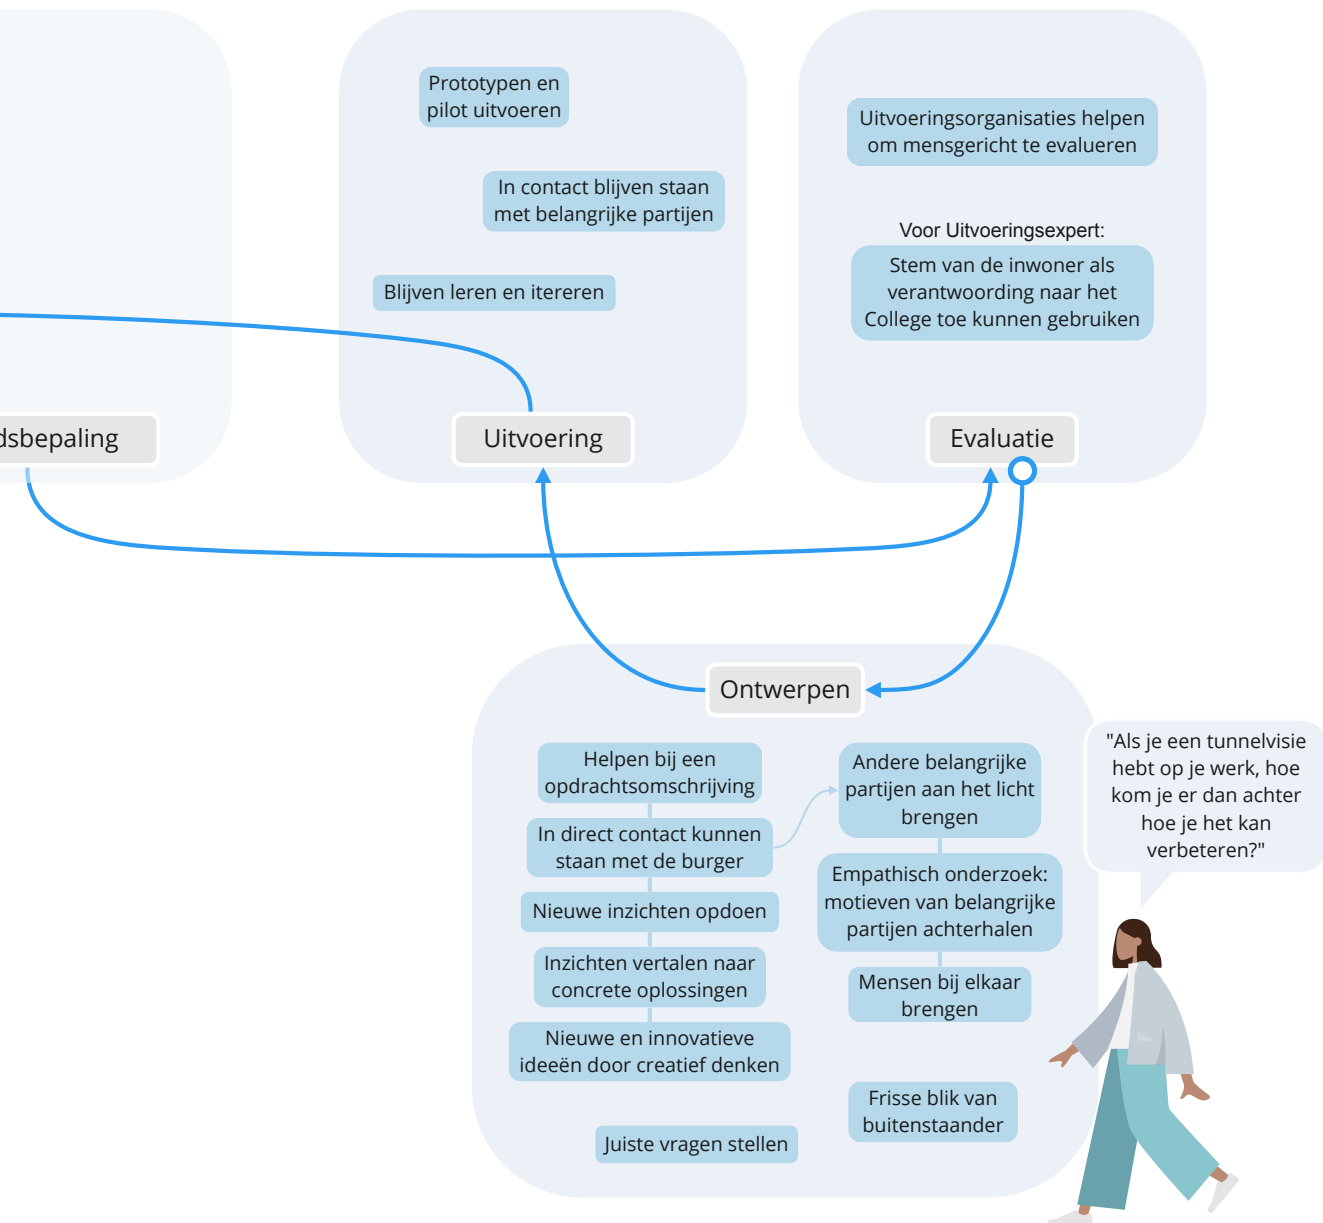 Prototypen en
pilot uitvoeren
In contact blijven staan
met belangrijke partijen
Blijven leren en itereren
Uitvoeringsorganisaties helpen
om mensgericht te evalueren
Voor Uitvoeringsexpert:
Stem van de inwoner als
verantwoording naar het
College toe kunnen gebruiken
dsbepaling
Uitvoering
Evaluatie
Ontwerpen
Helpen bij een
opdrachtsomschrijving
In direct contact kunnen
staan met de burger
Nieuwe inzichten opdoen
Inzichten vertalen naar
concrete oplossingen
Nieuwe en innovatieve
ideeën door creatief denken
Juiste vragen stellen
Andere belangrijke
partijen aan het licht
brengen
Empathisch onderzoek:
motieven van belangrijke
partijen achterhalen
Mensen bij elkaar
brengen
Frisse blik van
buitenstaander
"Als je een tunnelvisie
hebt op je werk, hoe
kom je er dan achter
hoe je het kan
verbeteren?"